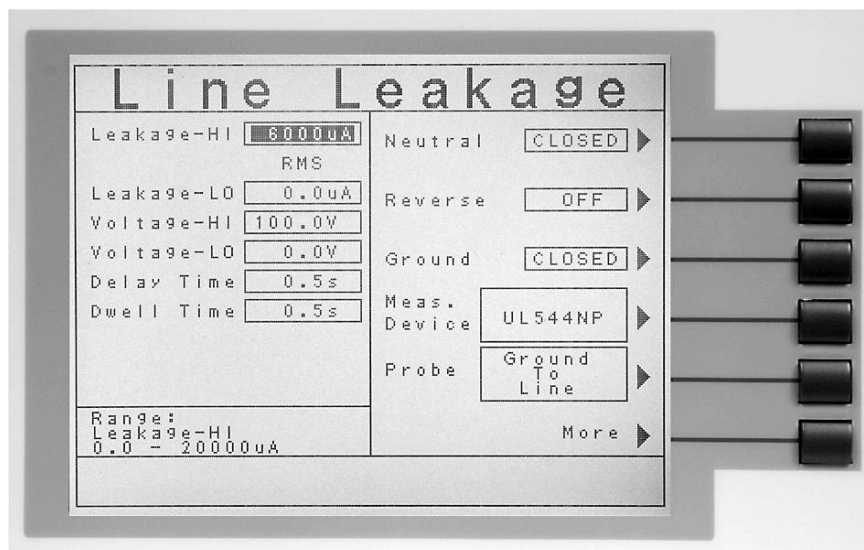 Line Leakage
Leakage-HI 6000uA
RMS
Leakage-LO 0.0uA
Voltage-HI 100.0V
Voltage-LO 0.0V
Delay Time 0.5s
Dwell Time 0.5s
Range:
Leakage-HI
0.0 - 20000uA
Neutral CLOSED
Reverse OFF
Ground CLOSED
Meas.
Device UL544NP
Probe Ground
To
Line
More